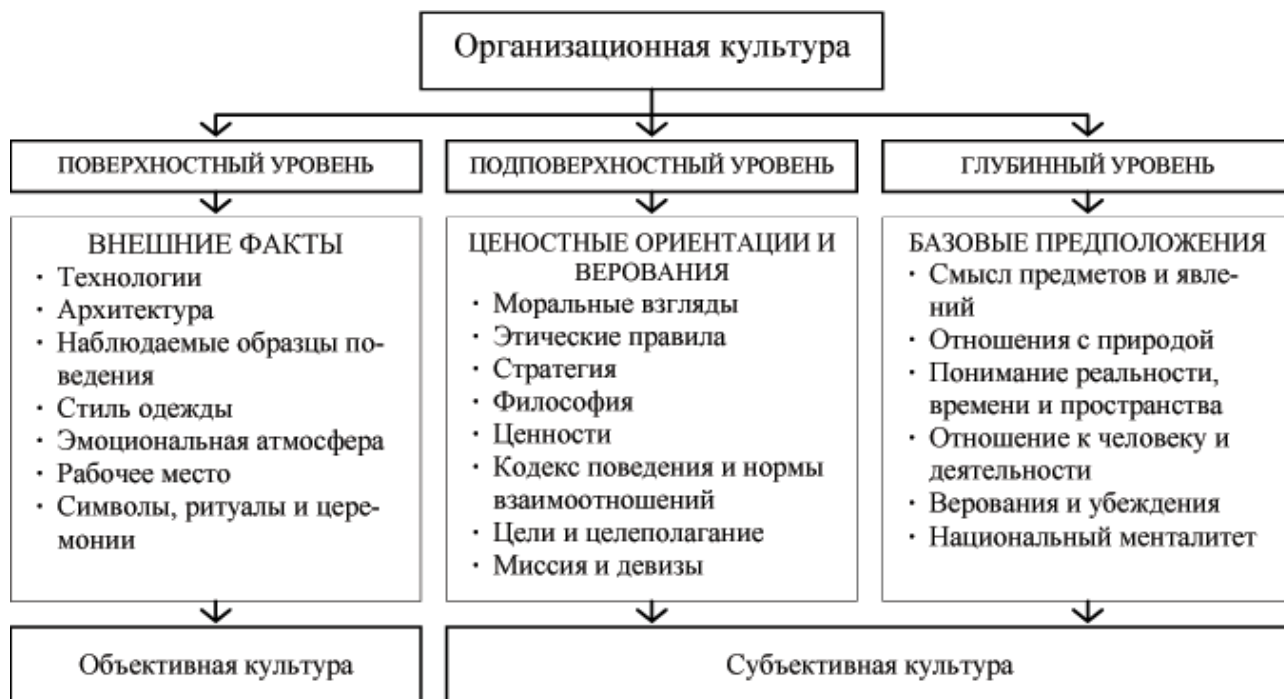 Организационная культура
ПОВЕРХНОСТНЫЙ УРОВЕНЬ
ПОДПОВЕРХНОСТНЫЙ УРОВЕНЬ
ГЛУБИННЫЙ УРОВЕНЬ
ВНЕШНИЕ ФАКТЫ
· Технологии
· Архитектура
· Наблюдаемые образцы по-
ведения
· Стиль одежды
· Эмоциональная атмосфера
· Рабочее место
· Символы, ритуалы и цере-
монии
ЦЕНОСТНЫЕ ОРИЕНТАЦИИ И
ВЕРОВАНИЯ
· Моральные взгляды
· Этические правила
· Стратегия
· Философия
· Ценности
· Кодекс поведения и нормы
взаимоотношений
· Цели и целеполагание
· Миссия и девизы
БАЗОВЫЕ ПРЕДПОЛОЖЕНИЯ
· Смысл предметов и явле-
ний
· Отношения с природой
· Понимание реальности,
времени и пространства
· Отношение к человеку и
деятельности
· Верования и убеждения
· Национальный менталитет
Объективная культура
Субъективная культура